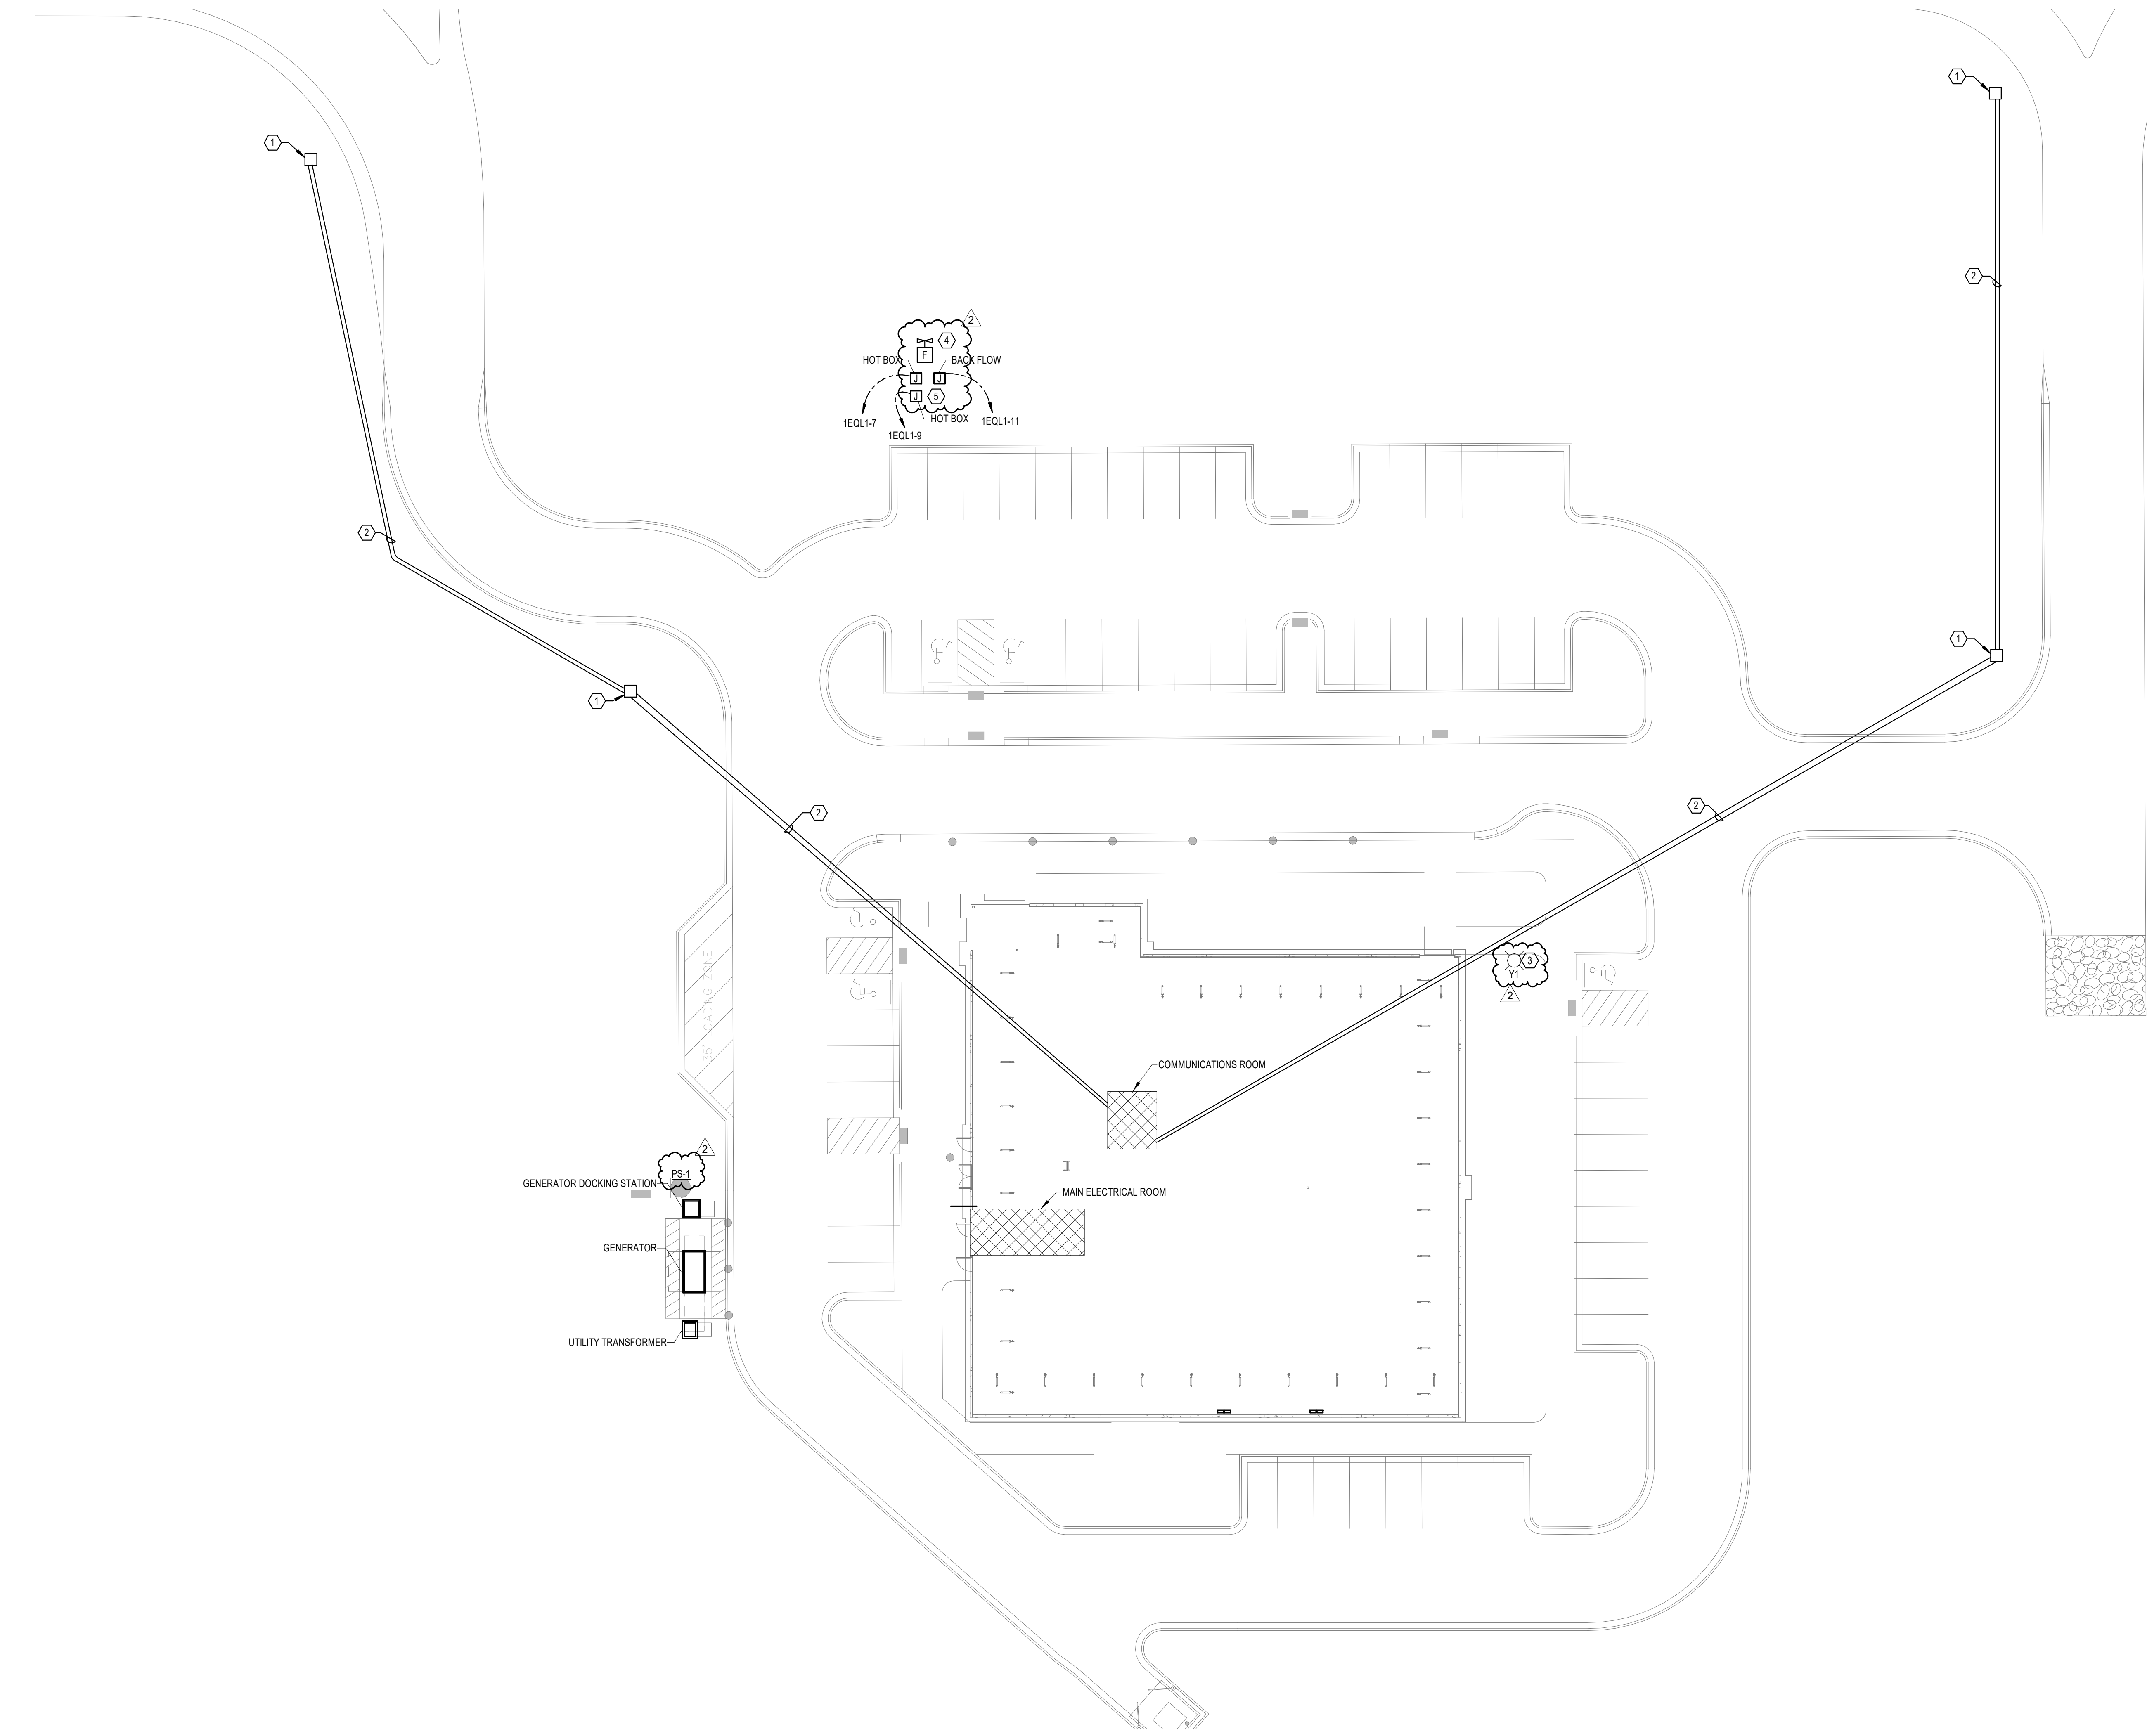 1
1
2
2
4
F
HOT BOX
BACK FLOW
J
J
J
5
1EQL1-7
HOT BOX
1EQL1-11
1EQL1-9
2
1
1
2
2
35' LOADING ZONE
3
Y1
2
COMMUNICATIONS ROOM
2
PS-1
GENERATOR DOCKING STATION
MAIN ELECTRICAL ROOM
GENERATOR
UTILITY TRANSFORMER